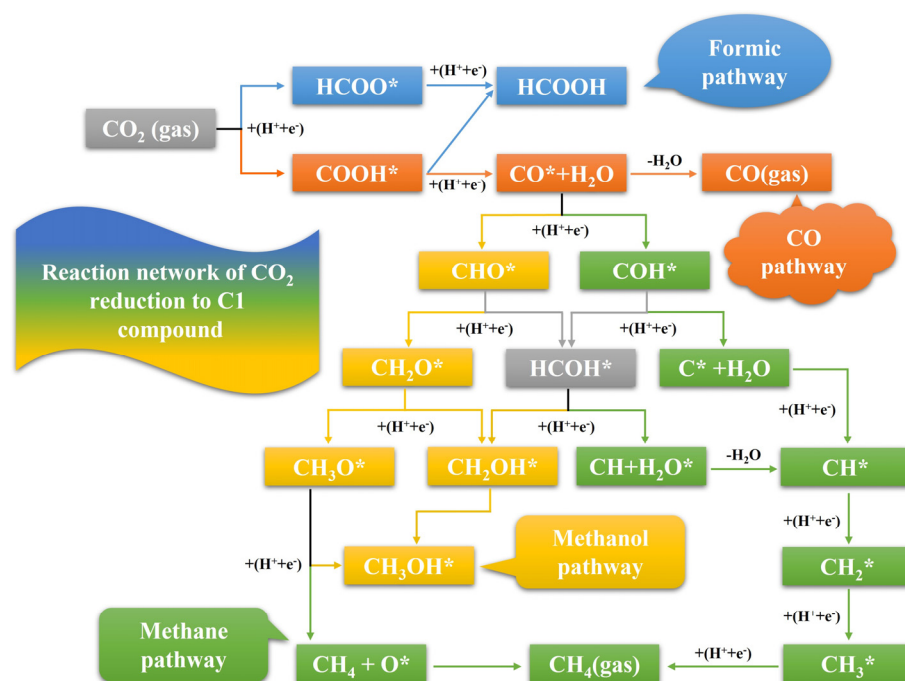 Formic
pathway
HCOO*
+(H⁺+e⁻)
HCOOH
CO₂ (gas)
+(H⁺+e⁻)
COOH*
+(H⁺+e⁻)
CO*+H₂O
-H₂O
CO(gas)
+(H⁺+e⁻)
CO
pathway
Reaction network of CO₂
reduction to C1
compound
CHO*
COH*
+(H⁺+e⁻)
+(H⁺+e⁻)
CH₂O*
HCOH*
C* +H₂O
+(H⁺+e⁻)
+(H⁺+e⁻)
+(H⁺+e⁻)
CH₃O*
CH₂OH*
CH+H₂O*
-H₂O
CH*
+(H⁺+e⁻)
Methanol
pathway
+(H⁺+e⁻)
CH₃OH*
CH₂*
+(H⁺+e⁻)
Methane
pathway
CH₄ + O*
CH₄(gas)
+(H⁺+e⁻)
CH₃*